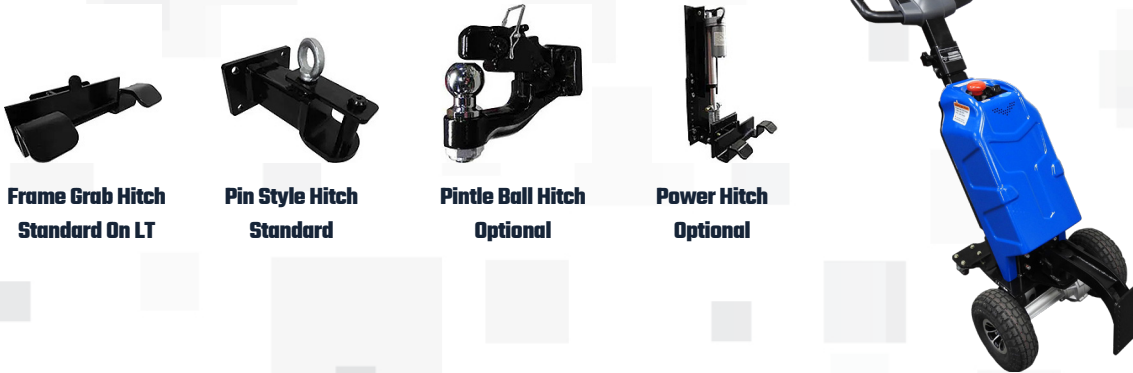 Frame Grab Hitch
Standard On LT
Pin Style Hitch
Standard
Pintle Ball Hitch
Optional
Power Hitch
Optional